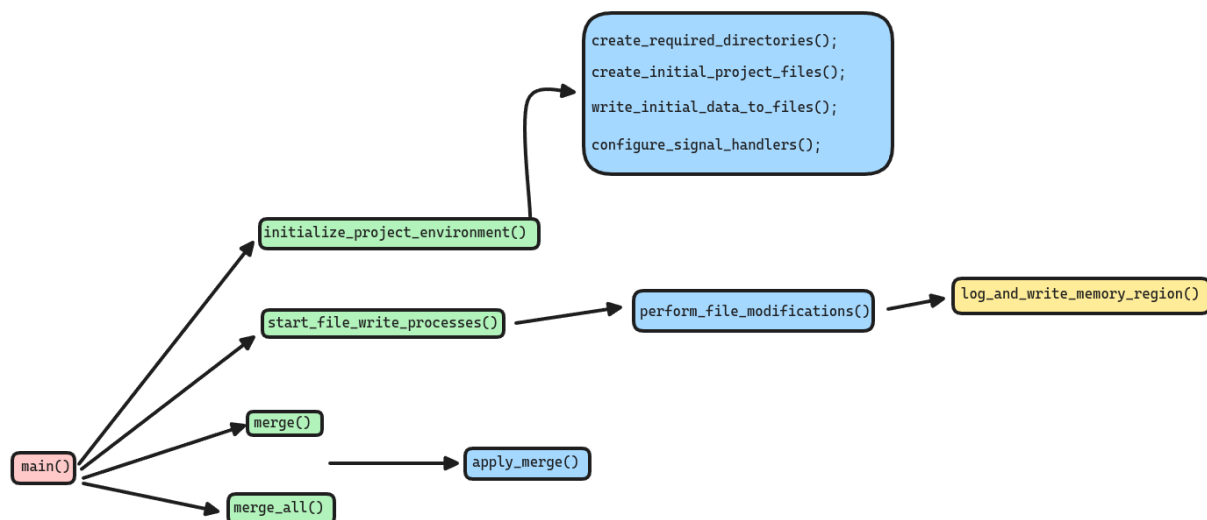 create_required_directories();
create_initial_project_files();
write_initial_data_to_files();
configure_signal_handlers();
initialize_project_environment()
start_file_write_processes()
perform_file_modifications()
log_and_write_memory_region()
merge()
main()
apply_merge()
merge_all()